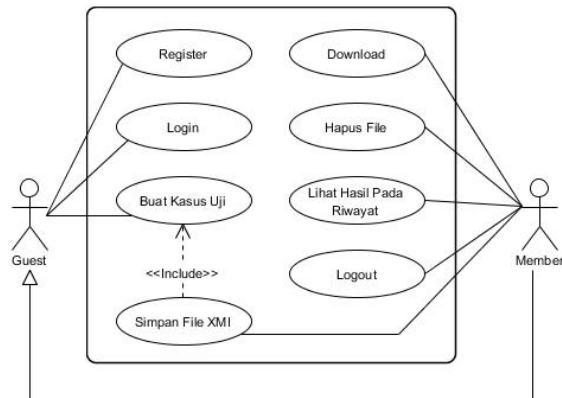 Register
Download
Login
Hapus File
Buat Kasus Uji
Lihat Hasil Pada
Riwayat
Guest
Member
<<Include>>
Logout
Simpan File XMI